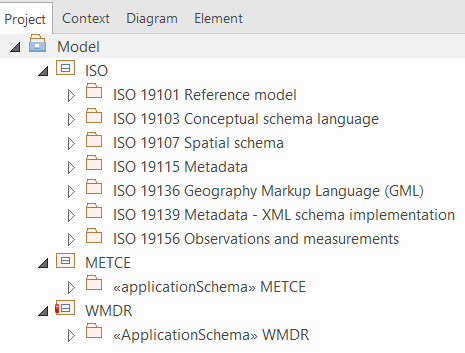 Project Context Diagram Element
Model
ISO
ISO 19101 Reference model
ISO 19103 Conceptual schema language
ISO 19107 Spatial schema
ISO 19115 Metadata
ISO 19136 Geography Markup Language (GML)
ISO 19139 Metadata - XML schema implementation
ISO 19156 Observations and measurements
METCE
«applicationSchema» METCE
WMDR
«ApplicationSchema» WMDR